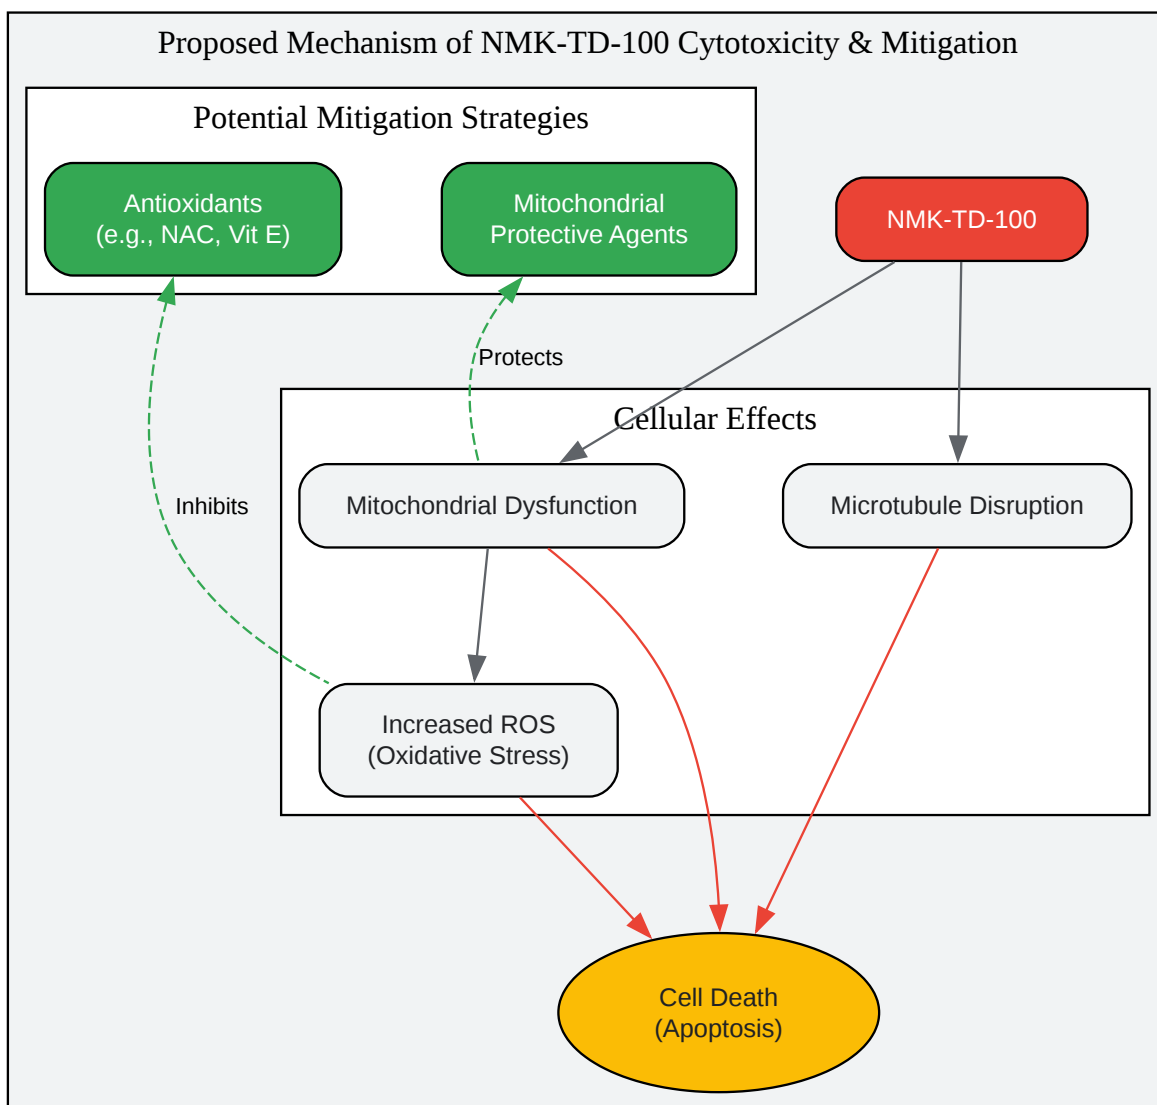 Proposed Mechanism of NMK-TD-100 Cytotoxicity & Mitigation
Potential Mitigation Strategies
Antioxidants
(e.g., NAC, Vit E)
Mitochondrial
Protective Agents
NMK-TD-100
Protects
Cellular Effects
Inhibits
Mitochondrial Dysfunction
Microtubule Disruption
Increased ROS
(Oxidative Stress)
Cell Death
(Apoptosis)